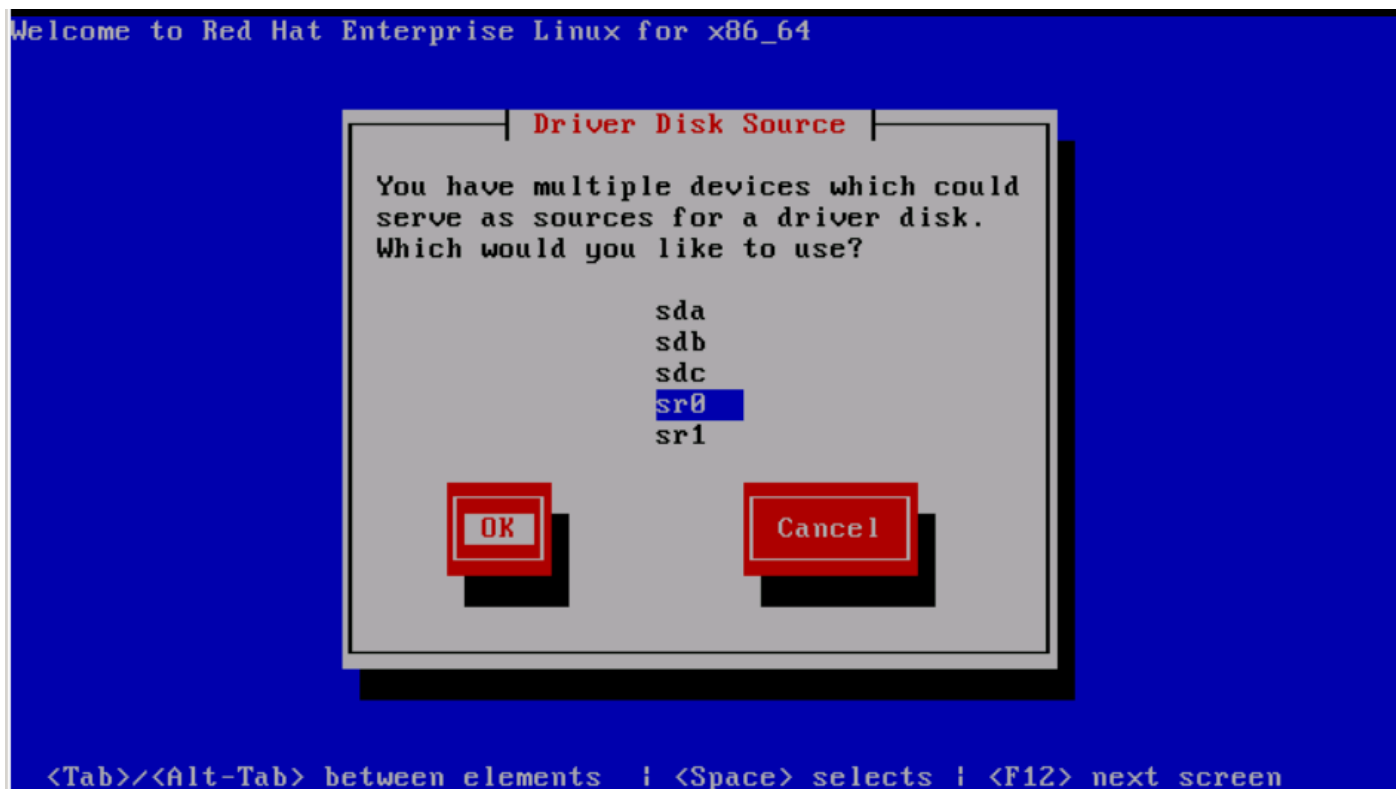 Welcome to Red Hat Enterprise Linux for x86_64
Driver Disk Source
You have multiple devices which could
serve as sources for a driver disk.
Which would you like to use?
sda
sdb
sdc
sr0
sr1
OK Cancel
<Tab>/<Alt-Tab> between elements | <Space> selects | <F12> next screen